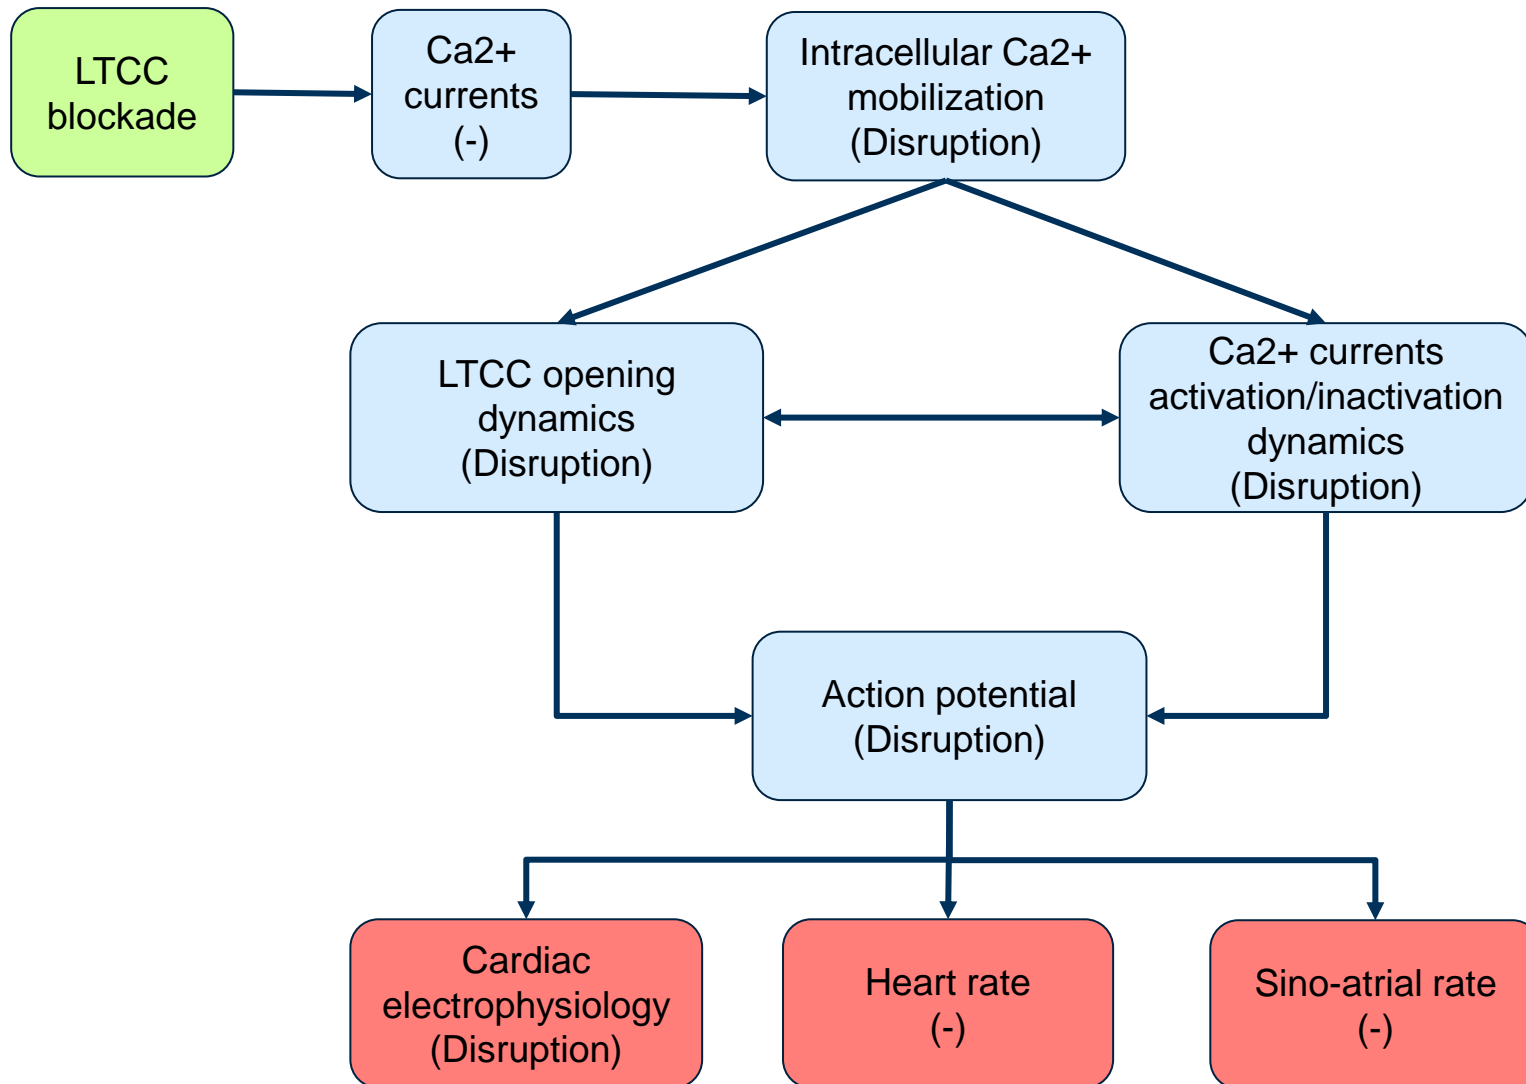 LTCC
blockade
Ca2+
currents
(-)
Intracellular Ca2+
mobilization
(Disruption)
LTCC opening
dynamics
(Disruption)
Ca2+ currents
activation/inactivation
dynamics
(Disruption)
Action potential
(Disruption)
Cardiac
electrophysiology
(Disruption)
Heart rate
(-)
Sino-atrial rate
(-)